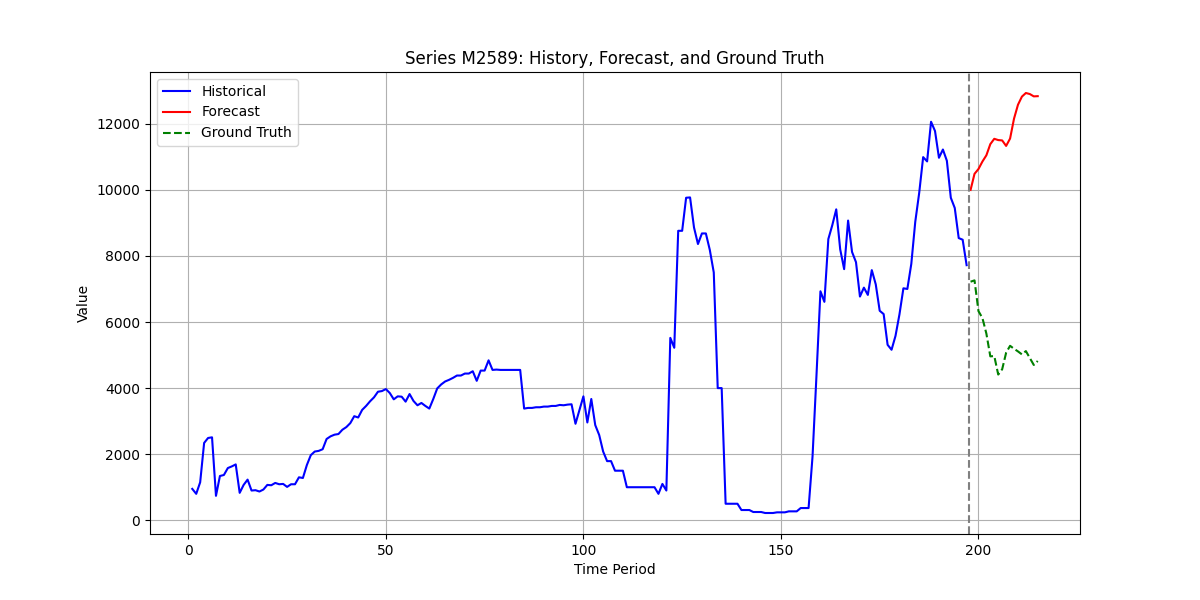 Series M2589: History, Forecast, and Ground Truth
Historical
Forecast
Ground Truth
Value
12000
10000
8000
6000
4000
2000
0
0 50 100 150 200
Time Period